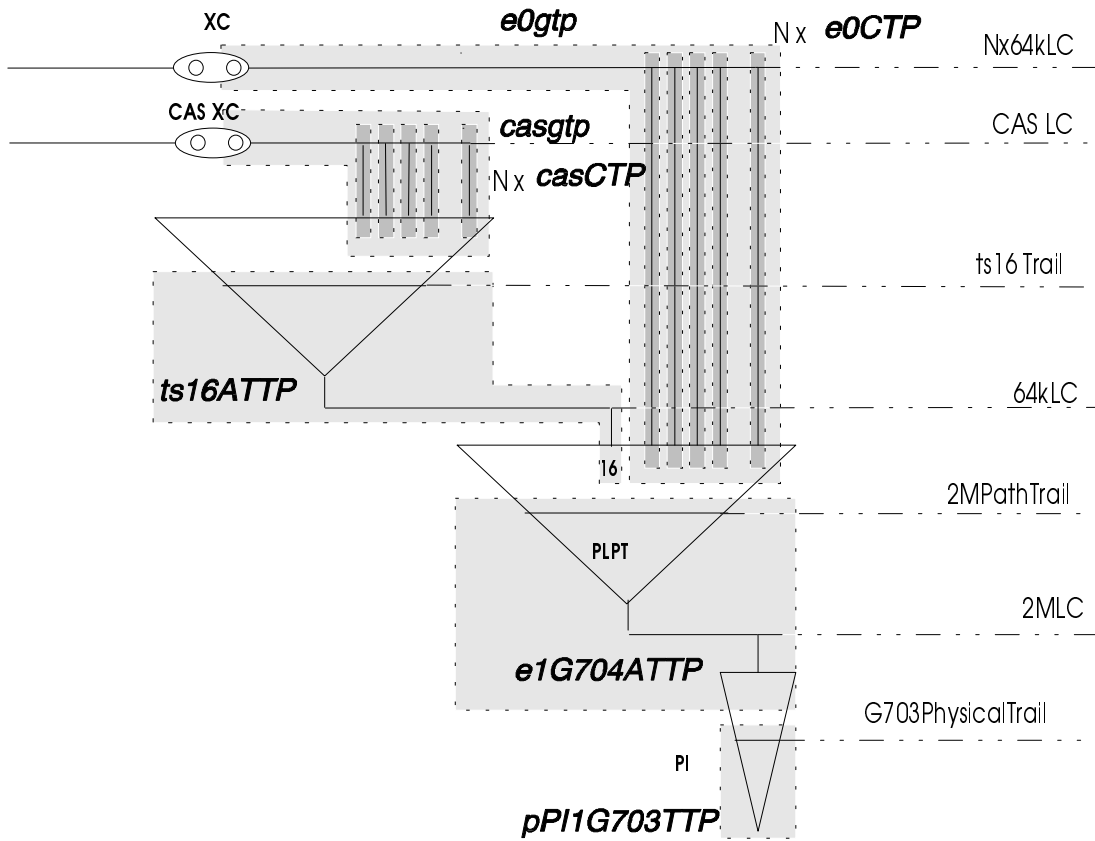 XC
e0gtp
N x e0CTP
Nx64kLC
CAS XC
casgtp
CAS LC
N x casCTP
ts16 Trail
ts16ATTP
64kLC
16
2MPathTrail
PLPT
2MLC
e1G704ATTP
G703PhysicalTrail
PI
pPI1G703TTP